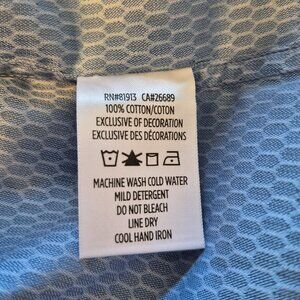 RN#81913 CA#26689
100% COTTON/COTON
EXCLUSIVE OF DECORATION
EXCLUSIVE DES DÉCORATIONS
MACHINE WASH COLD WATER
MILD DETERGENT
DO NOT BLEACH
LINE DRY
COOL HAND IRON